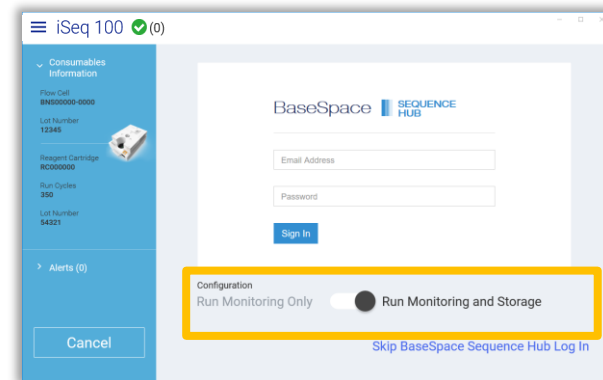 iSeq 100 (0)
Consumables
Information
Flow Cell
BNS00000-0000
Lot Number
12345
Reagent Cartridge
RC000000
Run Cycles
350
Lot Number
54321
Alerts (0)
Cancel
BaseSpace SEQUENCE
HUB
Email Address
Password
Sign In
Configuration
Run Monitoring Only Run Monitoring and Storage
Skip BaseSpace Sequence Hub Log In